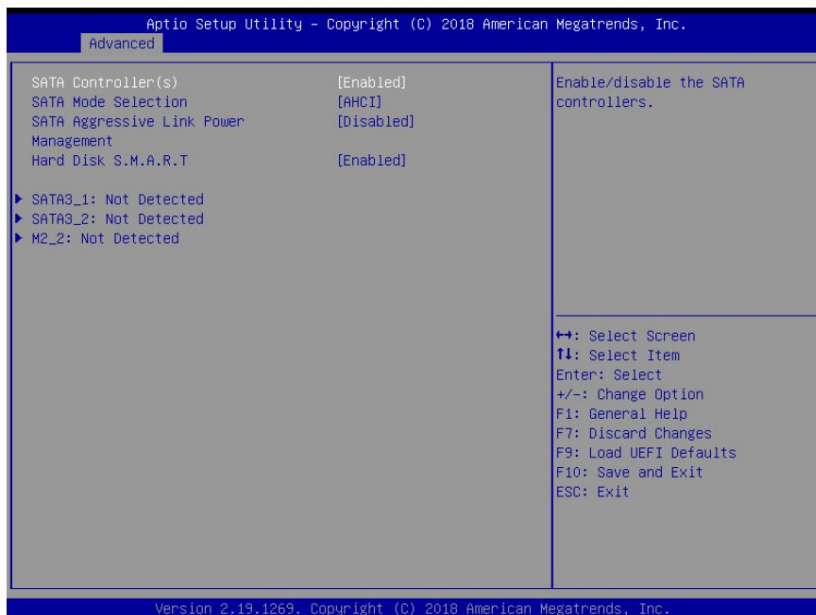 Aptio Setup Utility – Copyright (C) 2018 American Megatrends, Inc.
Advanced
SATA Controller(s) [Enabled]
SATA Mode Selection [AHCI]
SATA Aggressive Link Power [Disabled]
Management
Hard Disk S.M.A.R.T [Enabled]
SATA3_1: Not Detected
SATA3_2: Not Detected
M2_2: Not Detected
Enable/disable the SATA
controllers.
↔: Select Screen
↑↓: Select Item
Enter: Select
+/-: Change Option
F1: General Help
F7: Discard Changes
F9: Load UEFI Defaults
F10: Save and Exit
ESC: Exit
Version 2.19.1269. Copyright (C) 2018 American Megatrends, Inc.